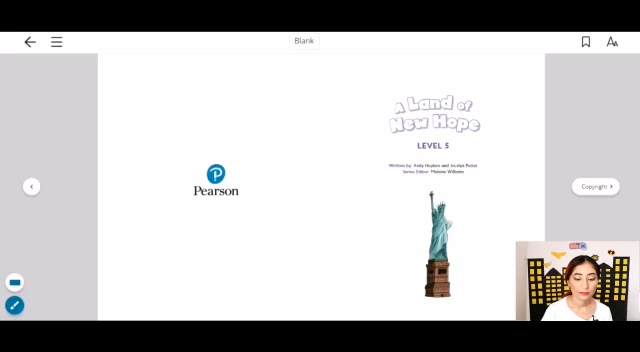 Blank
Pearson
A Land of
New Hope
LEVEL 5
Written by: Andy Hopkins and Jocelyn Potter
Series Editor: Melanie Williams
Copyright